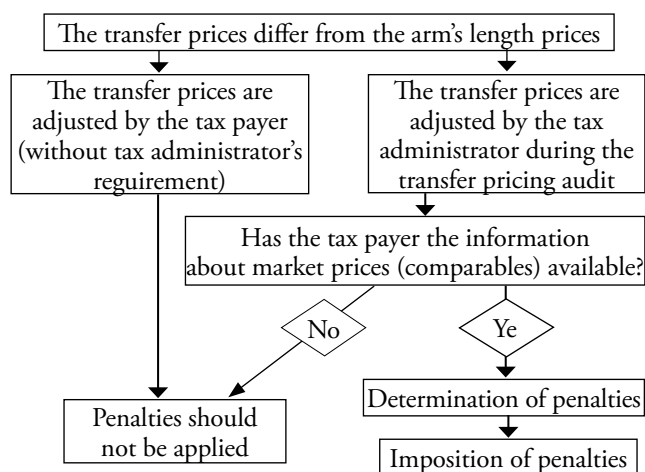 The transfer prices differ from the arm's length prices
The transfer prices are
adjusted by the tax payer
(without tax administrator's
reguirement)
The transfer prices are
adjusted by the tax
administrator during the
transfer pricing audit
Has the tax payer the information
about market prices (comparables) available?
No
Ye
Penalties should
not be applied
Determination of penalties
Imposition of penalties